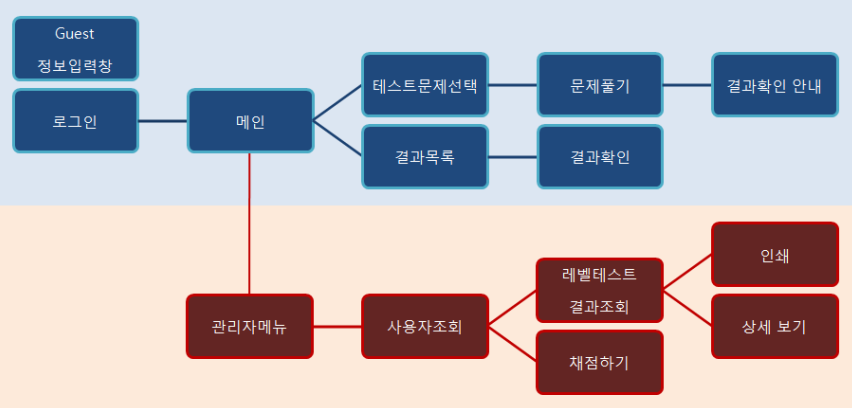 Guest
정보입력창
로그인
메인
테스트문제선택
문제풀기
결과확인 안내
결과목록
결과확인
관리자메뉴
사용자조회
레벨테스트
결과조회
채점하기
인쇄
상세 보기